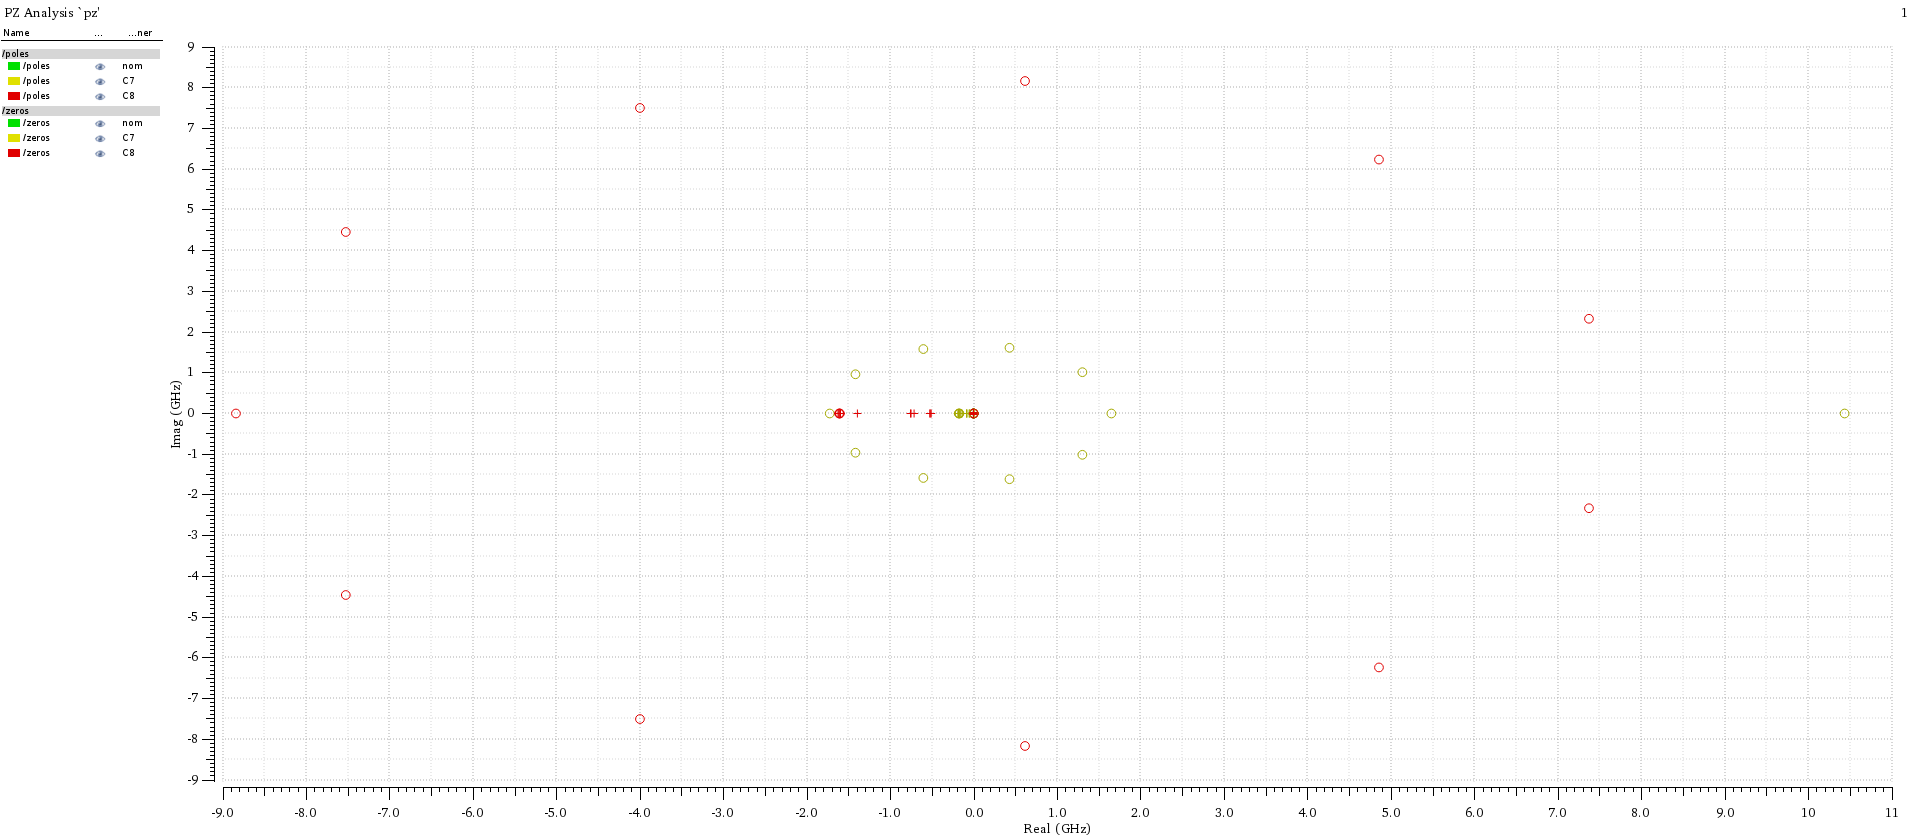 PZ Analysis `pz'
1
Name ... ...ner
/poles
/poles nom
/poles C7
/poles C8
/zeros
/zeros nom
/zeros C7
/zeros C8
9
8
7
6
5
4
3
2
1
0
-1
-2
-3
-4
-5
-6
-7
-8
-9
Imag (GHz)
-9.0 -8.0 -7.0 -6.0 -5.0 -4.0 -3.0 -2.0 -1.0 0.0 1.0 2.0 3.0 4.0 5.0 6.0 7.0 8.0 9.0 10 11
Real (GHz)